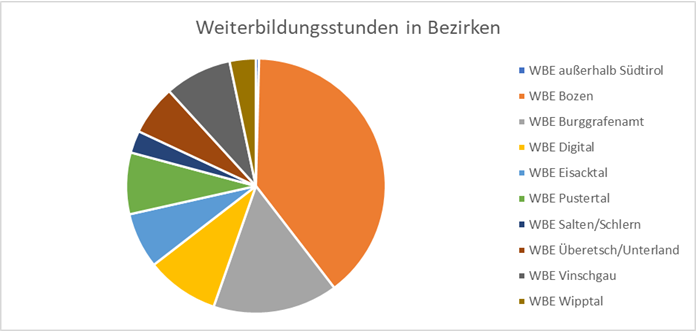 Weiterbildungsstunden in Bezirken
WBE außerhalb Südtirol
WBE Bozen
WBE Burggrafenamt
WBE Digital
WBE Eisacktal
WBE Pustertal
WBE Salten/Schlern
WBE Überetsch/Unterland
WBE Vinschgau
WBE Wipptal